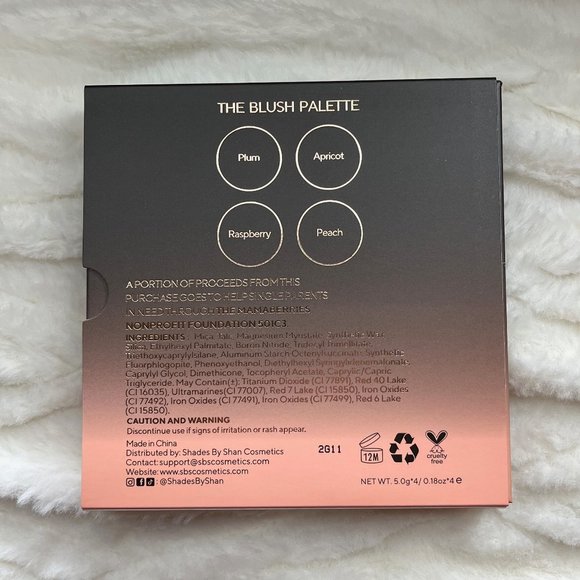 THE BLUSH PALETTE
Plum
Apricot
Raspberry
Peach
A PORTION OF PROCEEDS FROM THIS
PURCHASE GOES TO HELP SINGLE PARENTS
IN NEED THROUGH THE MAMABERRIES
NONPROFIT FOUNDATION 501C3.
INGREDIENTS : Mica, Talc, Magnesium Myristate, Synthetic Wax,
Silica, Ethylhexyl Palmitate, Boron Nitride, Tridecyl Trimellitate,
Triethoxycaprylylsilane, Aluminum Starch Octenylsuccinate, Synthetic
Fluorphlogopite, Phenoxyethanol, Diethylhexyl Syringylidenemalonate,
Caprylyl Glycol, Dimethicone, Tocopheryl Acetate, Caprylic/Capric
Triglyceride. May Contain(±): Titanium Dioxide (CI 77891), Red 40 Lake
(CI 16035), Ultramarines(CI 77007), Red 7 Lake (CI 15850), Iron Oxides
(CI 77492), Iron Oxides (CI 77491), Iron Oxides (CI 77499), Red 6 Lake
(CI 15850).
CAUTION AND WARNING
Discontinue use if signs of irritation or rash appear.
Made in China
Distributed by: Shades By Shan Cosmetics
Contact: support@sbscosmetics.com
Website: www.sbscosmetics.com
: @ShadesByShan
2G11
12M
cruelty
free
NET WT. 5.0g*4/ 0.18oz*4 e